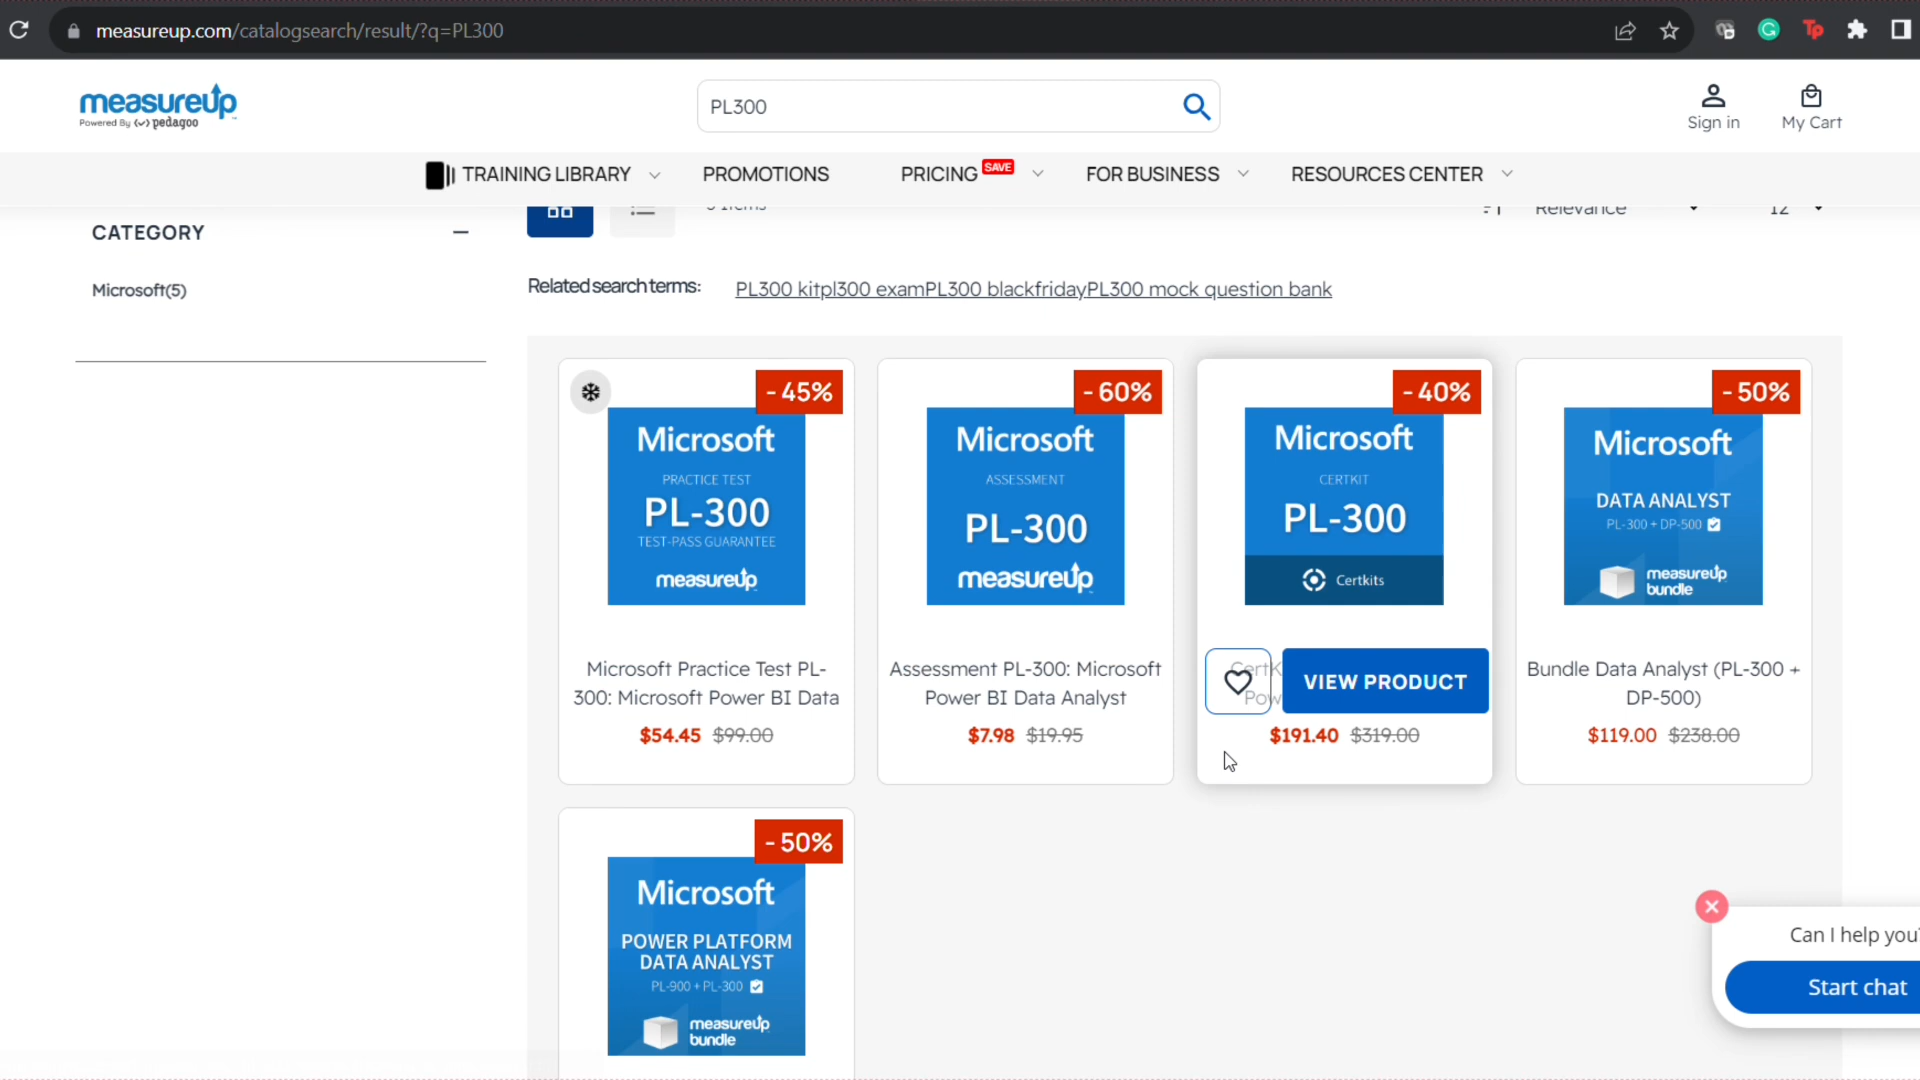 measureup.com/catalogsearch/result/?q=PL300
measureup
Powered By pedagoo
PL300
Sign in
My Cart
TRAINING LIBRARY
PROMOTIONS
PRICING SAVE
FOR BUSINESS
RESOURCES CENTER
CATEGORY
Microsoft(5)
Relevance
12
Related search terms:
PL300 kitpl300 examPL300 blackfridayPL300 mock question bank
- 45%
Microsoft
PRACTICE TEST
PL-300
TEST-PASS GUARANTEE
measureup
Microsoft Practice Test PL-
300: Microsoft Power BI Data
$54.45 $99.00
- 60%
Microsoft
ASSESSMENT
PL-300
measureup
Assessment PL-300: Microsoft
Power BI Data Analyst
$7.98 $19.95
- 40%
Microsoft
CERTKIT
PL-300
Certkits
CertK
Pow
VIEW PRODUCT
$191.40 $319.00
- 50%
Microsoft
DATA ANALYST
PL-300 + DP-500
measureup
bundle
Bundle Data Analyst (PL-300 +
DP-500)
$119.00 $238.00
- 50%
Microsoft
POWER PLATFORM
DATA ANALYST
PL-900 + PL-300
measureup
bundle
Can I help you?
Start chat